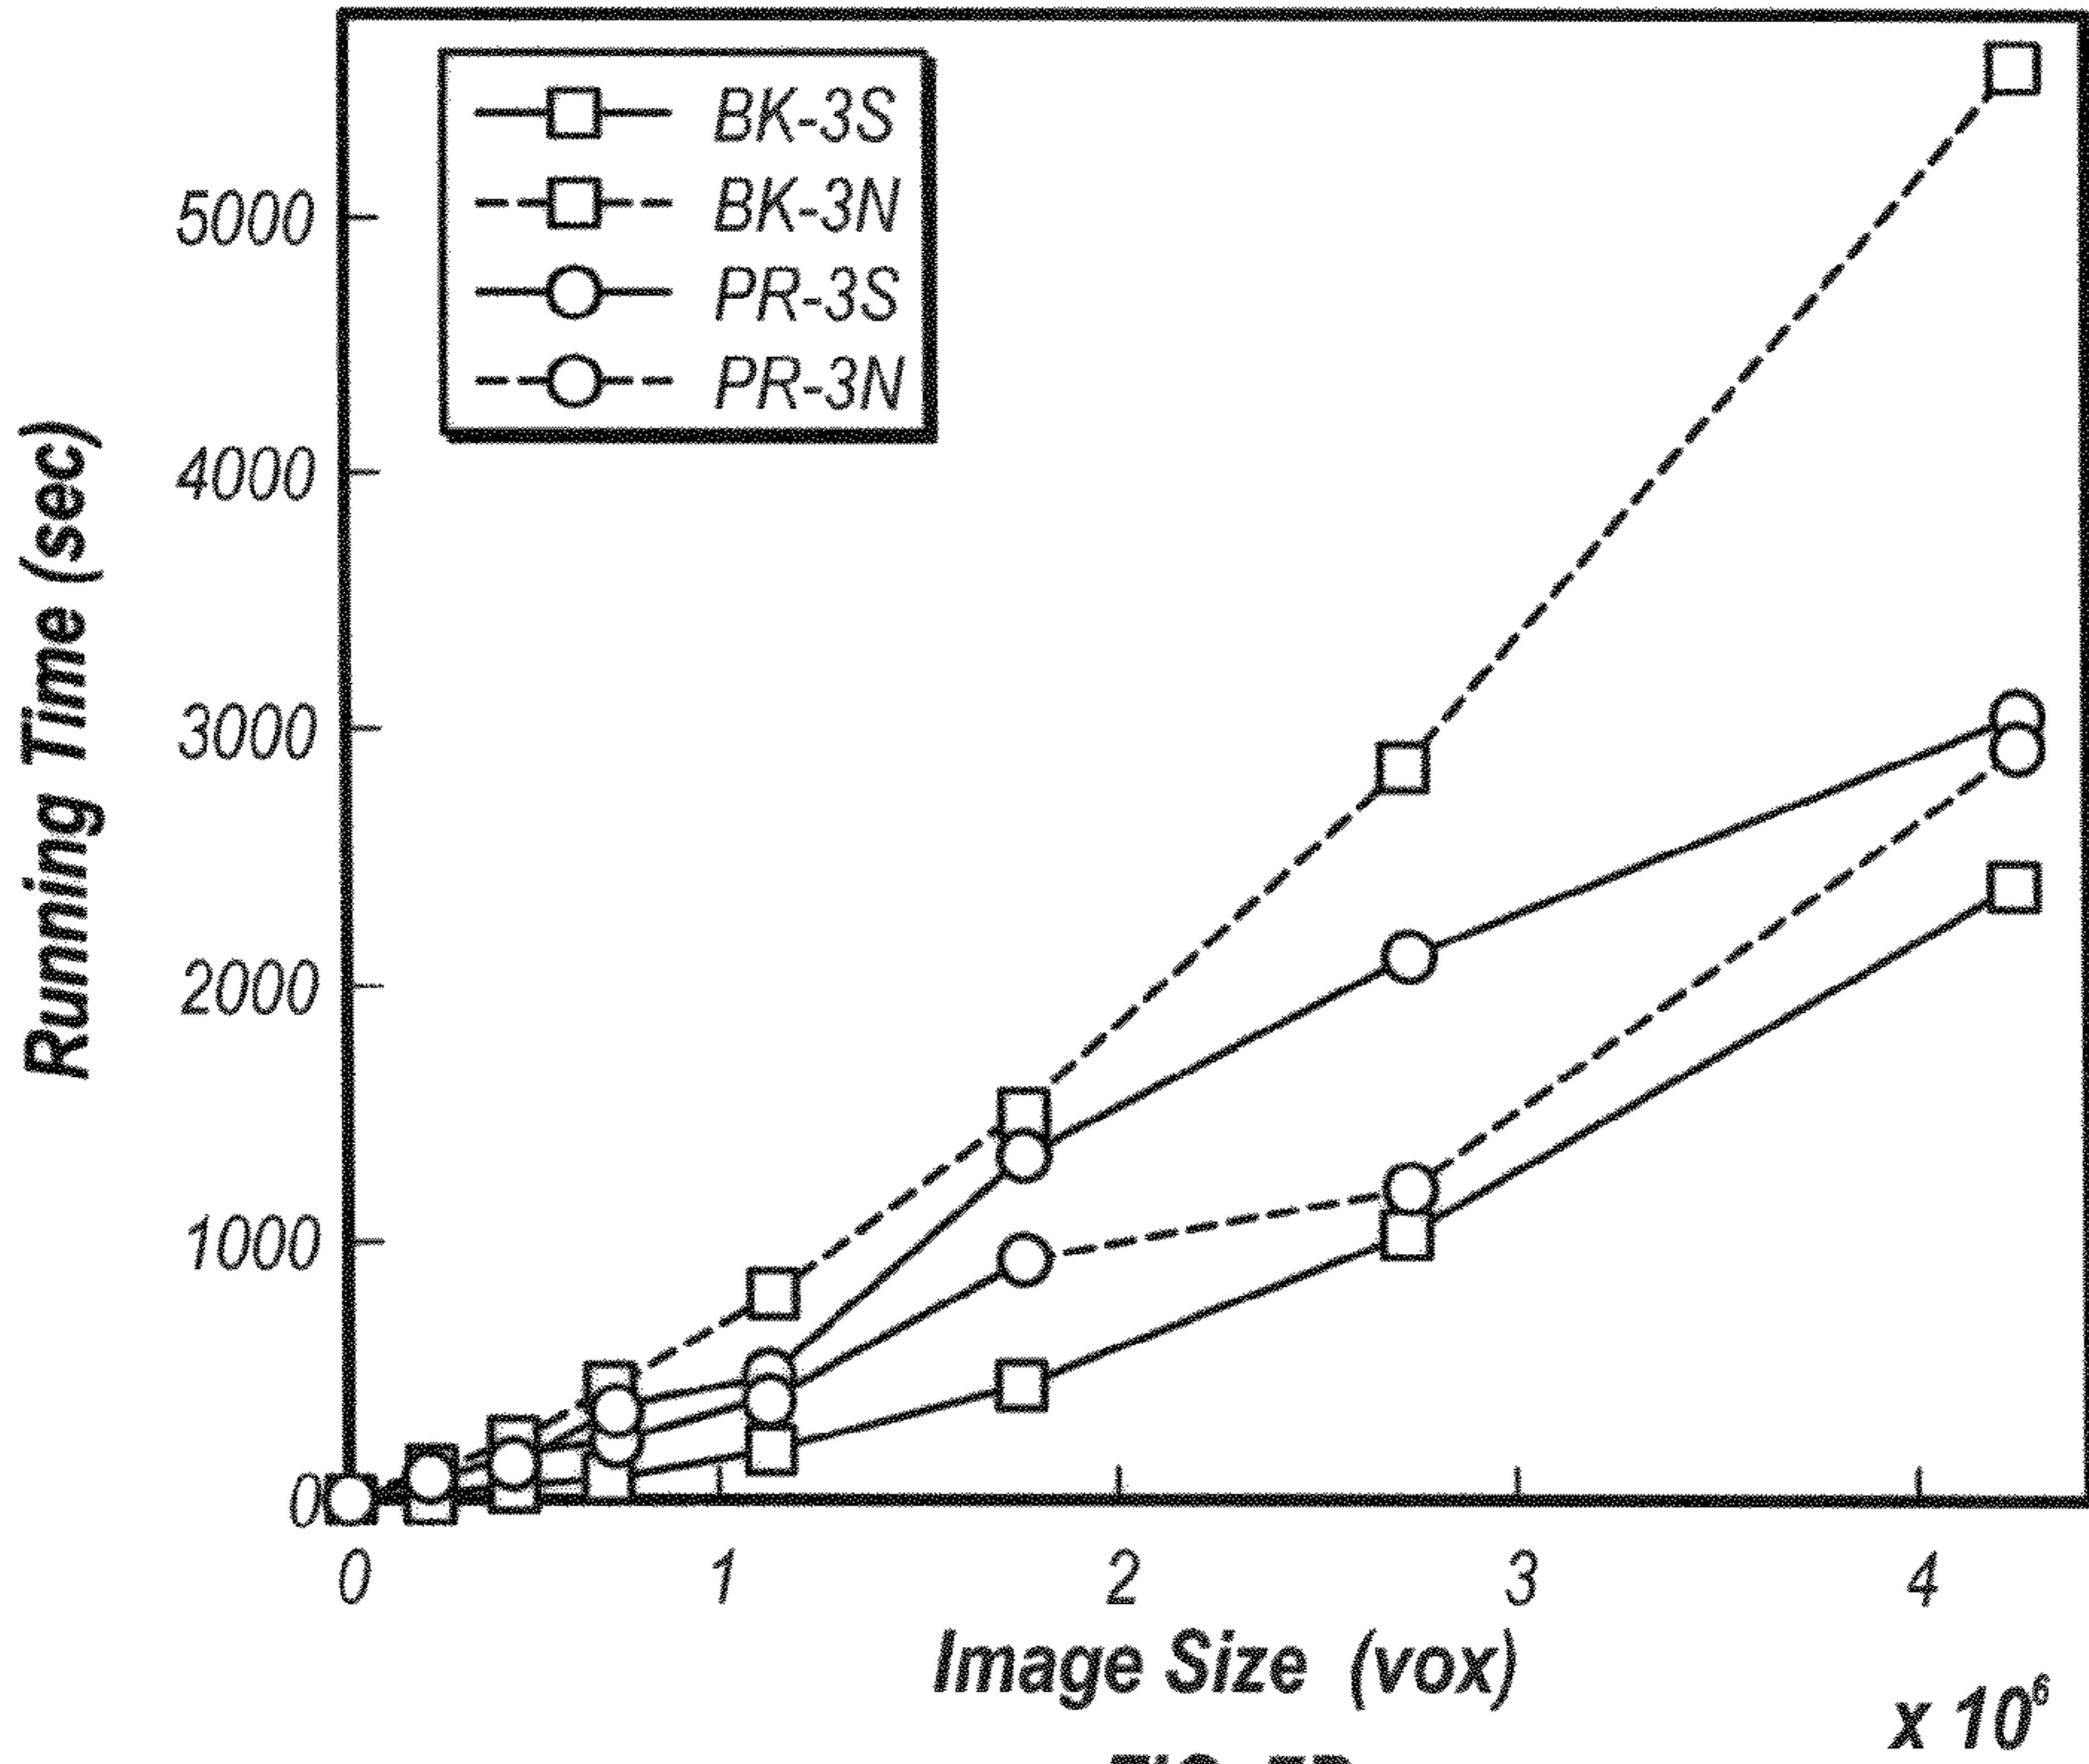 BK-3S
BK-3N
PR-3S
PR-3N
5000
4000
3000
2000
1000
0
Running Time (sec)
0 1 2 3 4
Image Size (vox)
x 10⁶